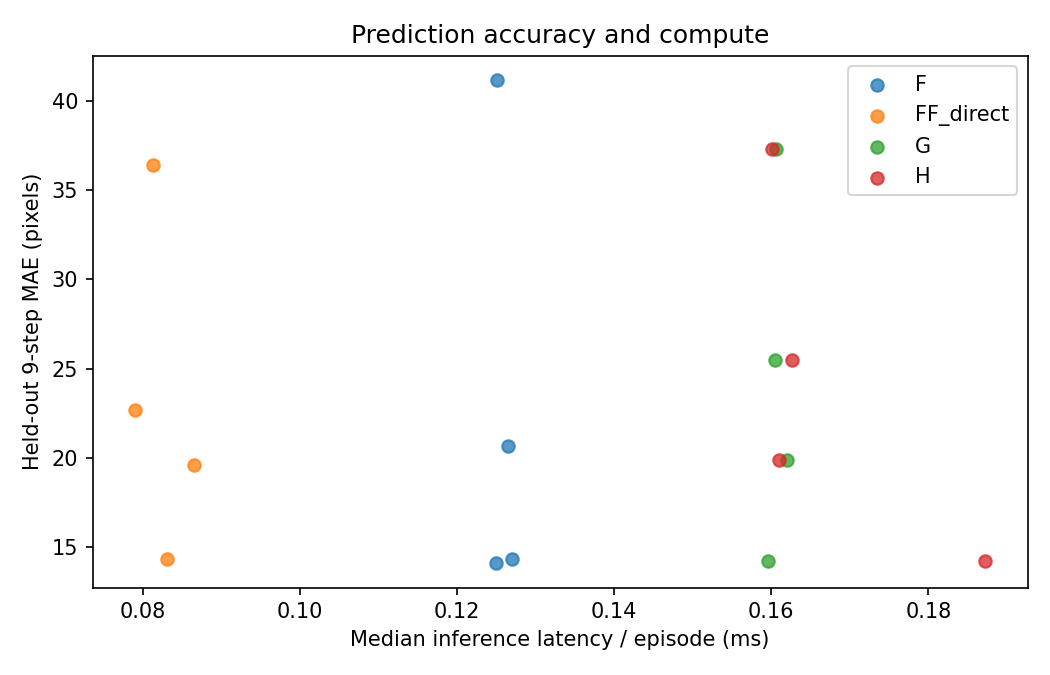 Prediction accuracy and compute
F
FF_direct
G
H
Held-out 9-step MAE (pixels)
40
35
30
25
20
15
0.08
0.10
0.12
0.14
0.16
0.18
Median inference latency / episode (ms)